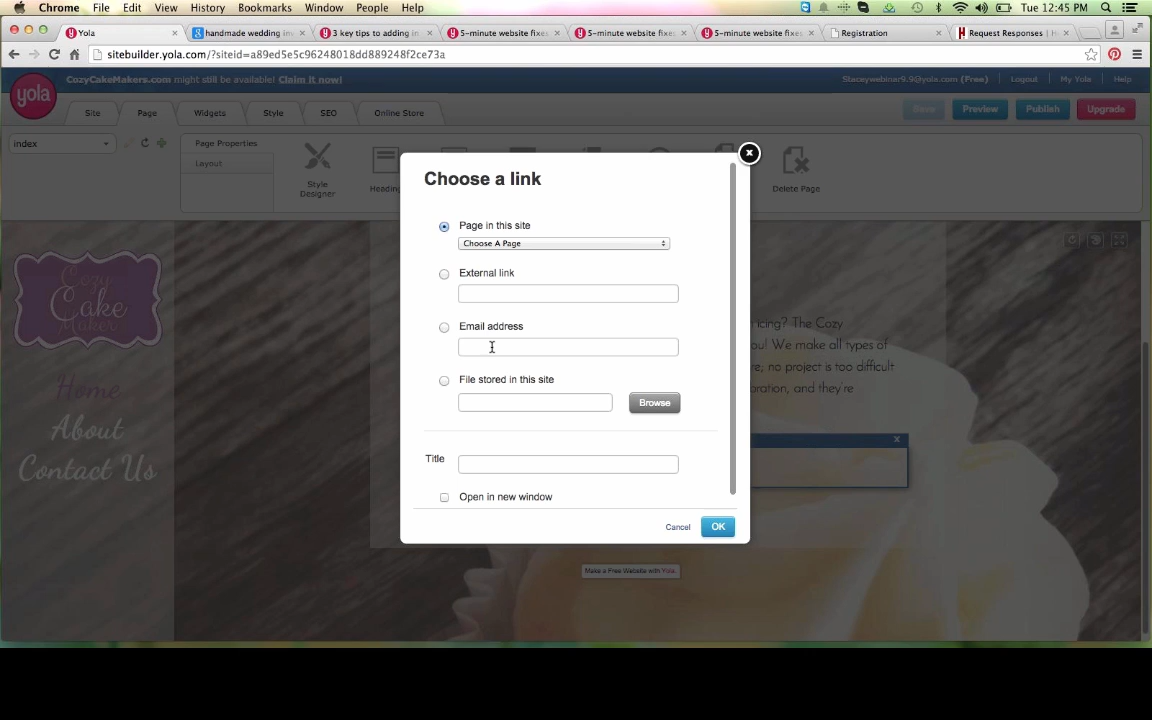 Chrome File Edit View History Bookmarks Window People Help Tue 12:45 PM
Yola handmade wedding in 3 key tips to adding in 5-minute website fixes 5-minute website fixes 5-minute website fixes Registration Request Responses | H
sitebuilder.yola.com/?siteid=a89ed5e5c96248018dd889248f2ce73a
CozyCakeMakers.com might still be available! Claim it now! Staceywebinar9.9@yola.com (Free) Logout My Yola Help
yola
Site Page Widgets Style SEO Online Store Save Preview Publish Upgrade
index
Page Properties
Layout
Style
Designer
Heading
Delete Page
Choose a link
Page in this site
Choose A Page
External link
Email address
File stored in this site
Browse
Title
Open in new window
Cancel OK
Cozy
Cake
Makers
Home
About
Contact Us
icing? The Cozy
ou! We make all types of
re; no project is too difficult
aration, and they're
x
Make a Free Website with Yola.